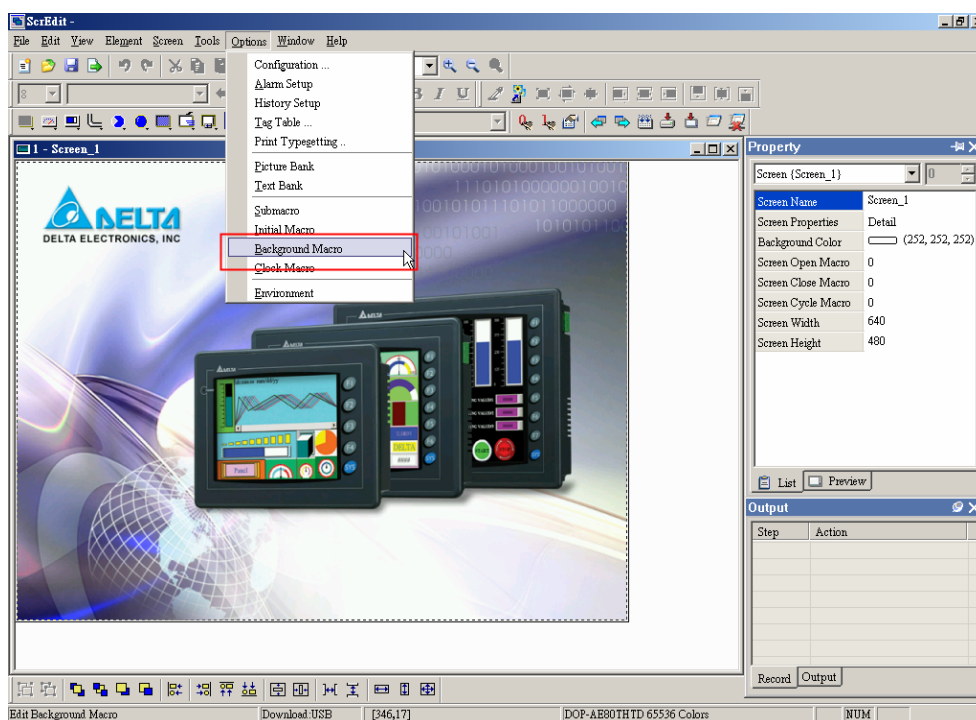 ScrEdit -
File Edit View Element Screen Tools Options Window Help
Configuration ...
Alarm Setup
History Setup
Tag Table ...
Print Typegetting ..
Picture Bank
Text Bank
Submacro
Initial Macro
Background Macro
Clock Macro
Environment
8
B I U
1 - Screen_1
DELTA
DELTA ELECTRONICS, INC
Property
Screen {Screen_1}
0
Screen Name Screen_1
Screen Properties Detail
Background Color (252, 252, 252)
Screen Open Macro 0
Screen Close Macro 0
Screen Cycle Macro 0
Screen Width 640
Screen Height 480
List Preview
Output
Step Action
Record Output
Edit Background Macro Download:USB [346,17] DOP-AE80THTD 65536 Colors NUM